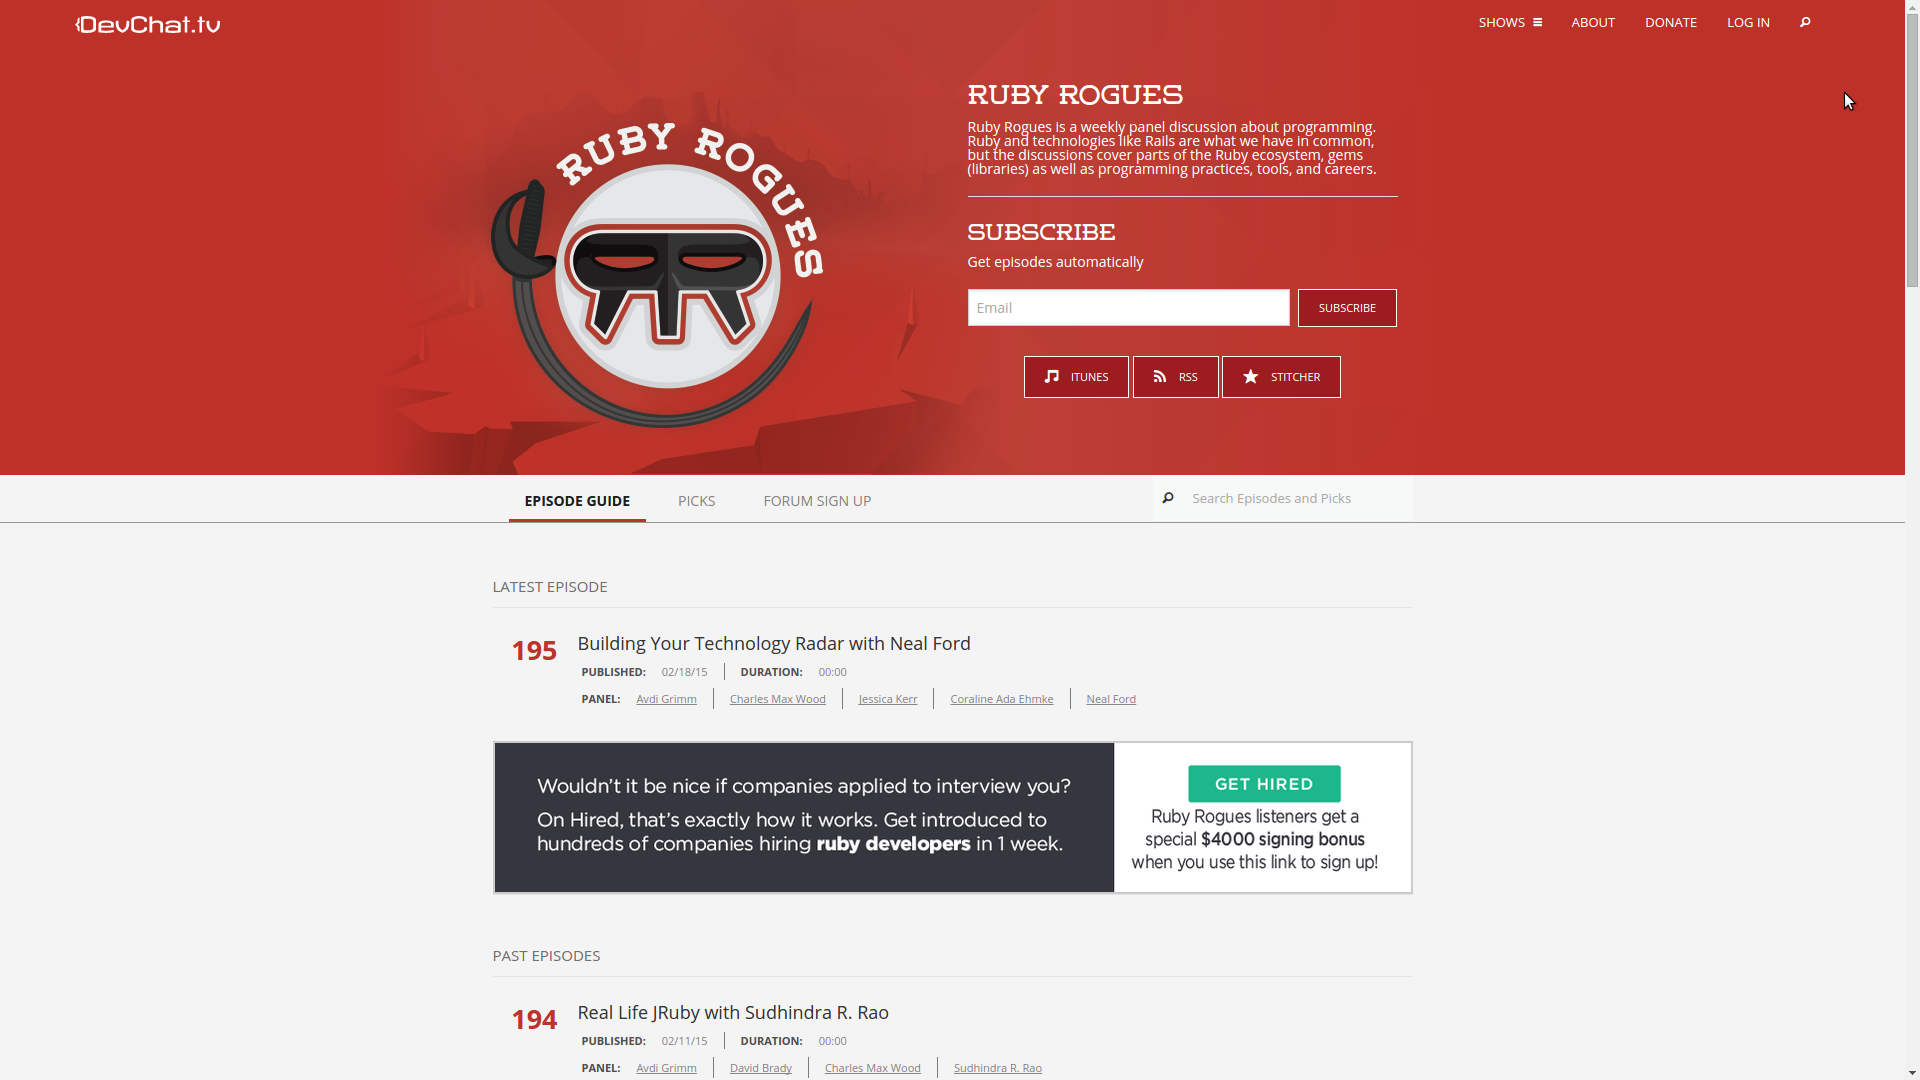 {DevChat.tv
SHOWS
ABOUT
DONATE
LOG IN
RUBY ROGUES
RUBY ROGUES
Ruby Rogues is a weekly panel discussion about programming.
Ruby and technologies like Rails are what we have in common,
but the discussions cover parts of the Ruby ecosystem, gems
(libraries) as well as programming practices, tools, and careers.
SUBSCRIBE
Get episodes automatically
Email
SUBSCRIBE
ITUNES
RSS
STITCHER
EPISODE GUIDE
PICKS
FORUM SIGN UP
Search Episodes and Picks
LATEST EPISODE
195
Building Your Technology Radar with Neal Ford
PUBLISHED: 02/18/15 DURATION: 00:00
PANEL: Avdi Grimm Charles Max Wood Jessica Kerr Coraline Ada Ehmke Neal Ford
Wouldn't it be nice if companies applied to interview you?
On Hired, that's exactly how it works. Get introduced to
hundreds of companies hiring ruby developers in 1 week.
GET HIRED
Ruby Rogues listeners get a
special $4000 signing bonus
when you use this link to sign up!
PAST EPISODES
194
Real Life JRuby with Sudhindra R. Rao
PUBLISHED: 02/11/15 DURATION: 00:00
PANEL: Avdi Grimm David Brady Charles Max Wood Sudhindra R. Rao